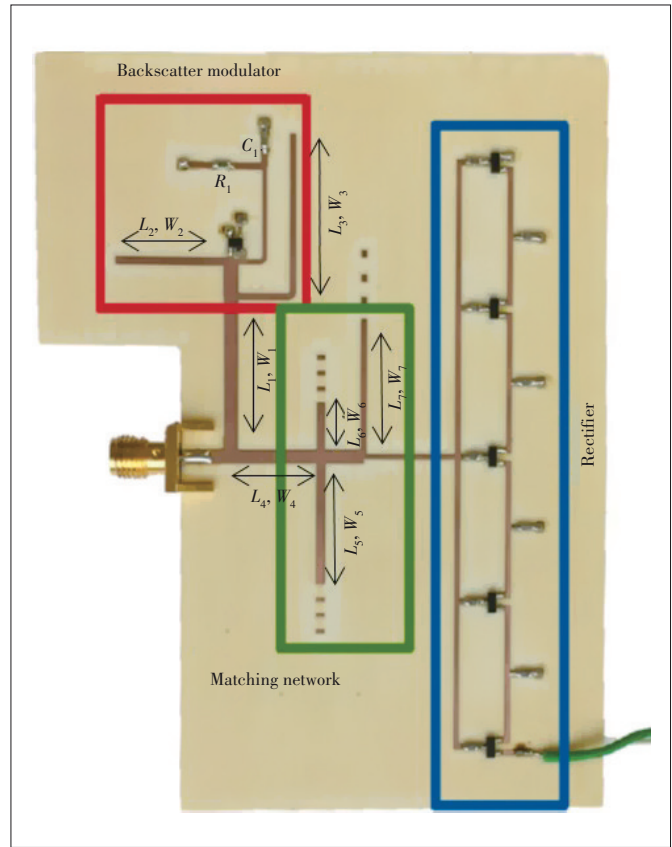 Backscatter modulator
C1
R1
L2, W2
L3, W3
L1, W1
L7, W7
L6, W6
L4, W4
L5, W5
Rectifier
Matching network